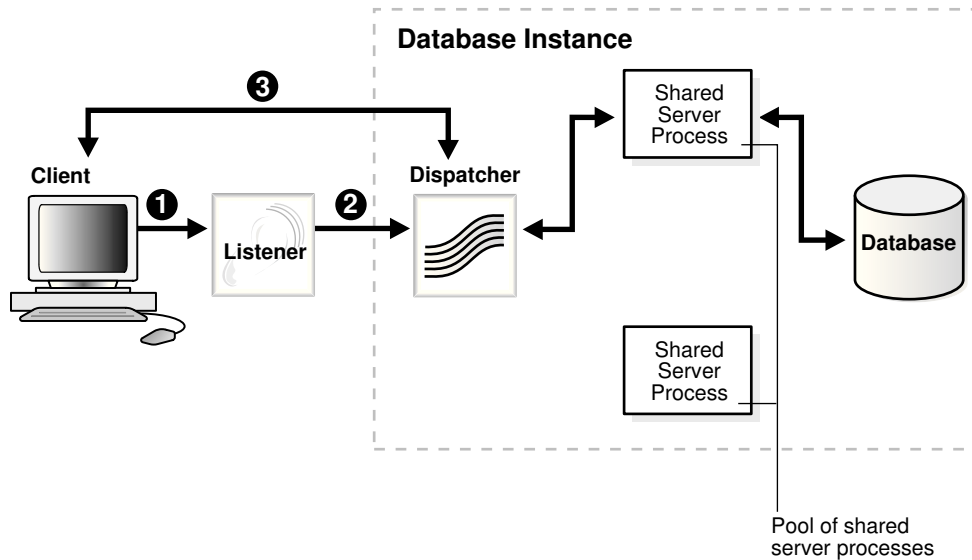 Database Instance
3
Shared
Server
Process
Client
Dispatcher
1
2
Listener
Database
Shared
Server
Process
Pool of shared
server processes